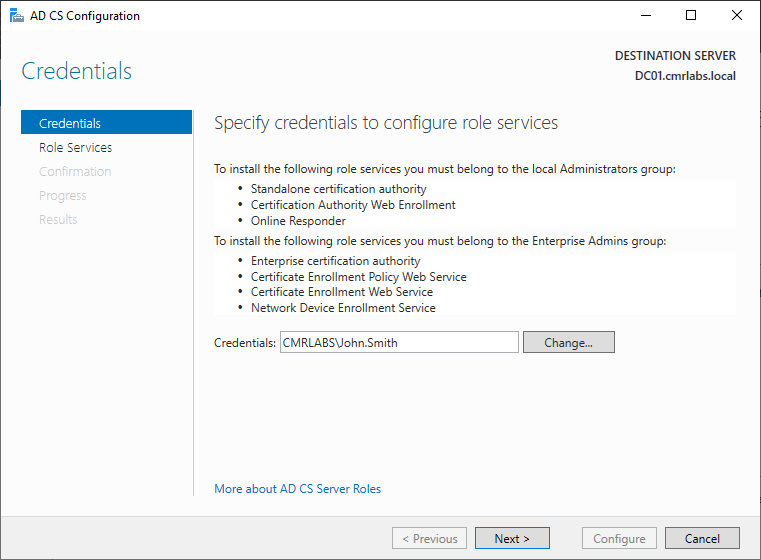 AD CS Configuration
Credentials
DESTINATION SERVER
DC01.cmrlabs.local
Credentials
Role Services
Confirmation
Progress
Results
Specify credentials to configure role services
To install the following role services you must belong to the local Administrators group:
• Standalone certification authority
• Certification Authority Web Enrollment
• Online Responder
To install the following role services you must belong to the Enterprise Admins group:
• Enterprise certification authority
• Certificate Enrollment Policy Web Service
• Certificate Enrollment Web Service
• Network Device Enrollment Service
Credentials: CMRLABS\John.Smith Change...
More about AD CS Server Roles
< Previous Next > Configure Cancel